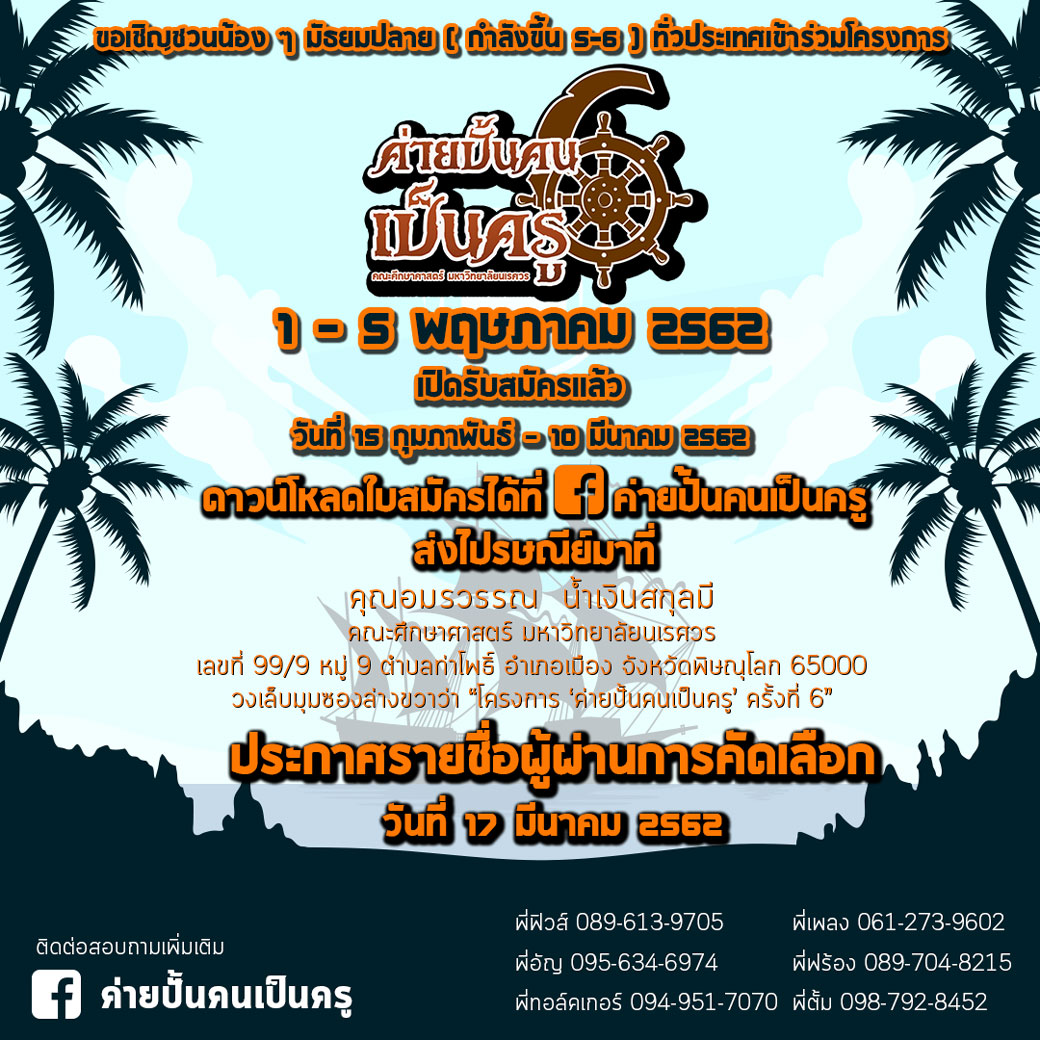 ขอเชิญชวนน้อง ๆ มัธยมปลาย ( กำลังขึ้น 5-6 ) ทั่วประเทศเข้าร่วมโครงการ
ค่ายปั้นคน
เป็นครู 6
คณะศึกษาศาสตร์ มหาวิทยาลัยนเรศวร
1 - 5 พฤษภาคม 2562
เปิดรับสมัครแล้ว
วันที่ 15 กุมภาพันธ์ - 10 มีนาคม 2562
ดาวน์โหลดใบสมัครได้ที่ f ค่ายปั้นคนเป็นครู
ส่งไปรษณีย์มาที่
คุณอมรวรรณ น้ำเงินสกุลมี
คณะศึกษาศาสตร์ มหาวิทยาลัยนเรศวร
เลขที่ 99/9 หมู่ 9 ตำบลท่าโพธิ์ อำเภอเมือง จังหวัดพิษณุโลก 65000
วงเล็บมุมซองล่างขวาว่า “โครงการ ‘ค่ายปั้นคนเป็นครู’ ครั้งที่ 6”
ประกาศรายชื่อผู้ผ่านการคัดเลือก
วันที่ 17 มีนาคม 2562
ติดต่อสอบถามเพิ่มเติม
f ค่ายปั้นคนเป็นครู
พี่ฟิวส์ 089-613-9705 พี่เพลง 061-273-9602
พี่อัญ 095-634-6974 พี่ฟร้อง 089-704-8215
พี่ทอล์คเกอร์ 094-951-7070 พี่ตั้ม 098-792-8452